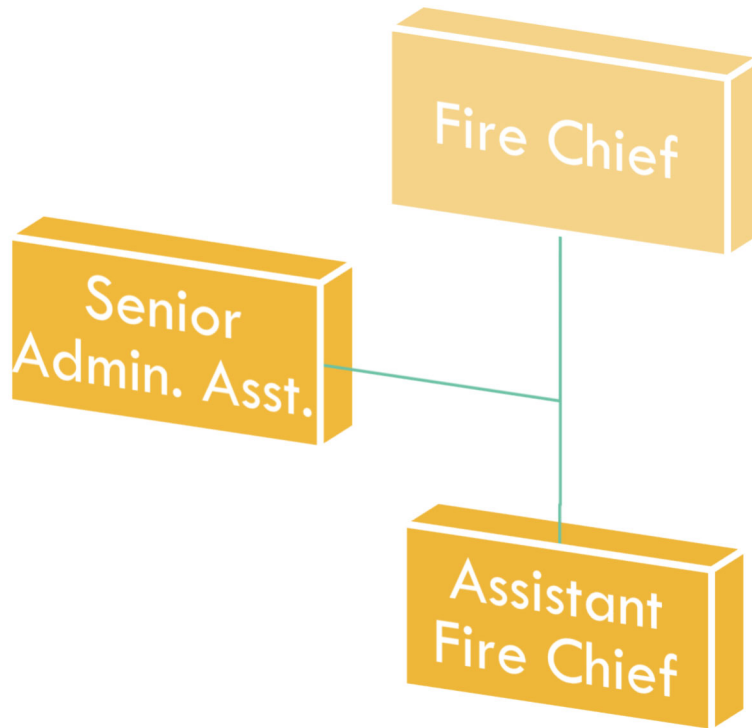 Fire Chief
Senior
Admin. Asst.
Assistant
Fire Chief